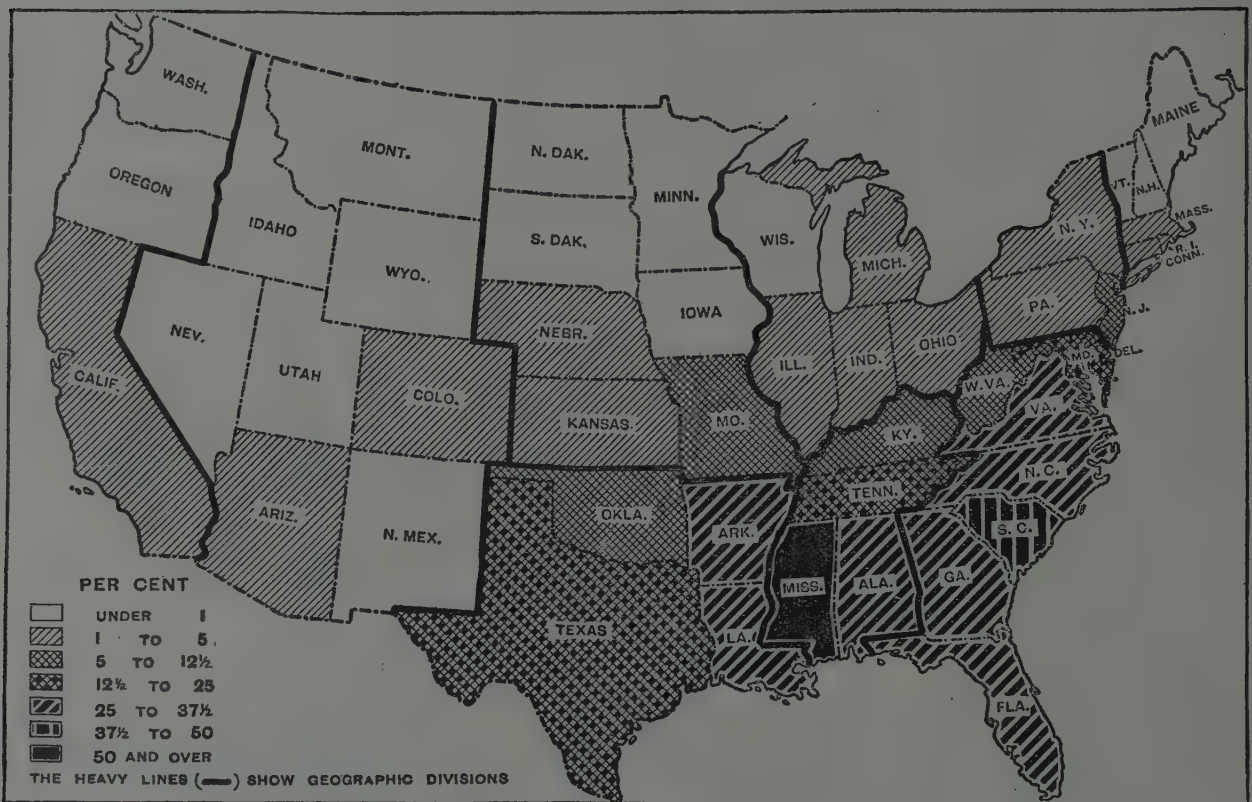 WASH.
OREGON
CALIF.
NEV.
IDAHO
MONT.
WYO.
UTAH
COLO.
ARIZ.
N. MEX.
N. DAK.
S. DAK.
NEBR.
KANSAS.
OKLA.
TEXAS
MINN.
IOWA
MO.
ARK.
LA.
WIS.
MICH.
ILL.
IND.
OHIO
KY.
TENN.
MISS.
ALA.
GA.
FLA.
S. C.
N. C.
VA.
W. VA.
MD.
DEL.
N. J.
PA.
N. Y.
CONN.
R. I.
MASS.
VT.
N.H.
MAINE
PER CENT
UNDER 1
1 TO 5
5 TO 12½
12½ TO 25
25 TO 37½
37½ TO 50
50 AND OVER
THE HEAVY LINES ( ) SHOW GEOGRAPHIC DIVISIONS